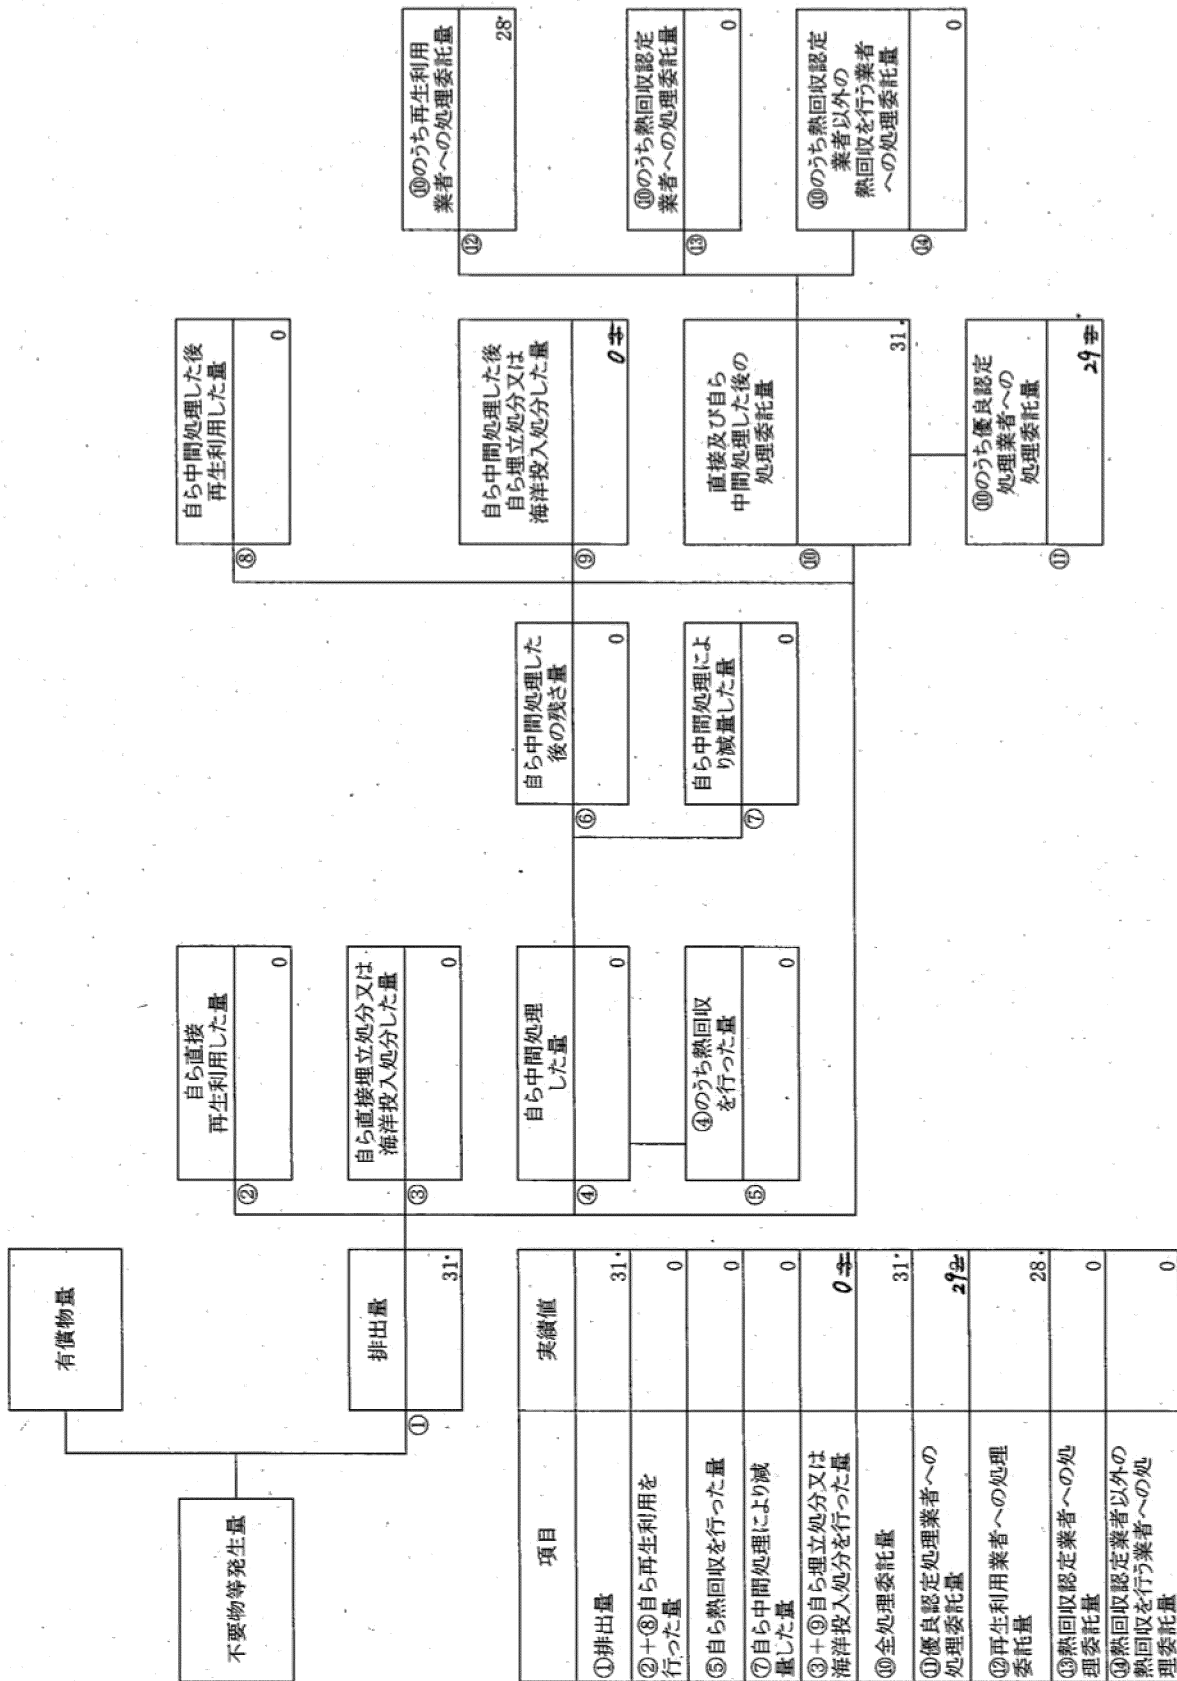 不要物等発生量
有償物量
排出量
①
31
自ら直接
再生利用した量
②
0
自ら直接埋立処分又は
海洋投入処分した量
③
0
自ら中間処理
した量
④
0
④のうち熱回収
を行った量
⑤
0
自ら中間処理した
後の残さ量
⑥
0
自ら中間処理によ
り減量した量
⑦
0
自ら中間処理した後
再生利用した量
⑧
0
自ら中間処理した後
自ら埋立処分又は
海洋投入処分した量
⑨
0
直接及び自ら
中間処理した後の
処理委託量
⑩
31
⑩のうち優良認定
処理業者への
処理委託量
⑪
29
⑩のうち再生利用
業者への処理委託量
⑫
28
⑩のうち熱回収認定
業者への処理委託量
⑬
0
⑩のうち熱回収認定
業者以外の
熱回収を行う業者
への処理委託量
⑭
0
項目 実績値
①排出量 31
②+⑧自ら再生利用を
行った量 0
⑤自ら熱回収を行った量 0
⑦自ら中間処理により減
量した量 0
③+⑨自ら埋立処分又は
海洋投入処分を行った量 0
⑩全処理委託量 31
⑪優良認定処理業者への
処理委託量 29
⑫再生利用業者への処理
委託量 28
⑬熱回収認定業者への処
理委託量 0
⑭熱回収認定業者以外の
熱回収を行う業者への処
理委託量 0